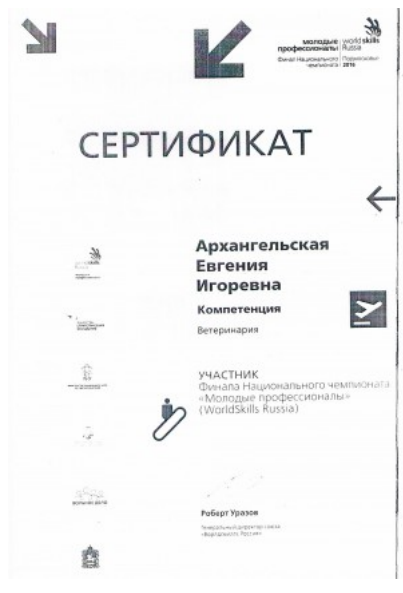 молодые
профессионалы
worldskills
Russia
Финал Национального
чемпионата
2016
СЕРТИФИКАТ
Архангельская
Евгения
Игоревна
Компетенция
Ветеринария
УЧАСТНИК
Финала Национального чемпионата
«Молодые профессионалы»
(WorldSkills Russia)
Роберт Уразов